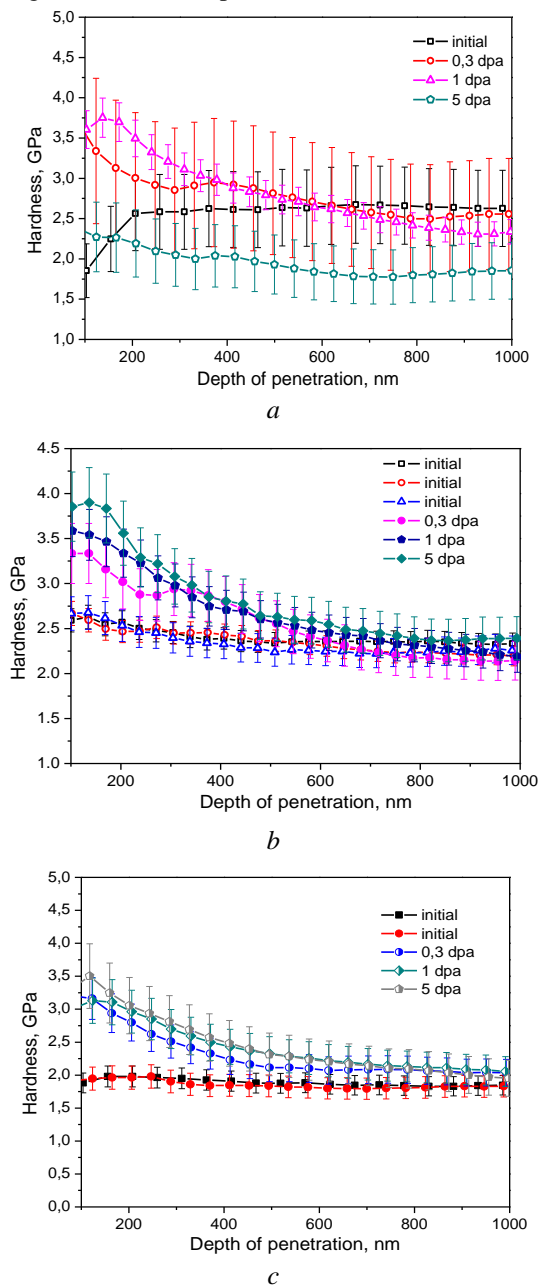 initial
0,3 dpa
1 dpa
5 dpa
5,0
4,5
4,0
3,5
3,0
2,5
2,0
1,5
1,0
Hardness, GPa
200 400 600 800 1000
Depth of penetration, nm
a
initial
initial
initial
0,3 dpa
1 dpa
5 dpa
4.5
4.0
3.5
3.0
2.5
2.0
1.5
1.0
Hardness, GPa
200 400 600 800 1000
Depth of penetration, nm
b
initial
initial
0,3 dpa
1 dpa
5 dpa
5,0
4,5
4,0
3,5
3,0
2,5
2,0
1,5
1,0
0,5
0,0
Hardness, GPa
200 400 600 800 1000
Depth of penetration, nm
c